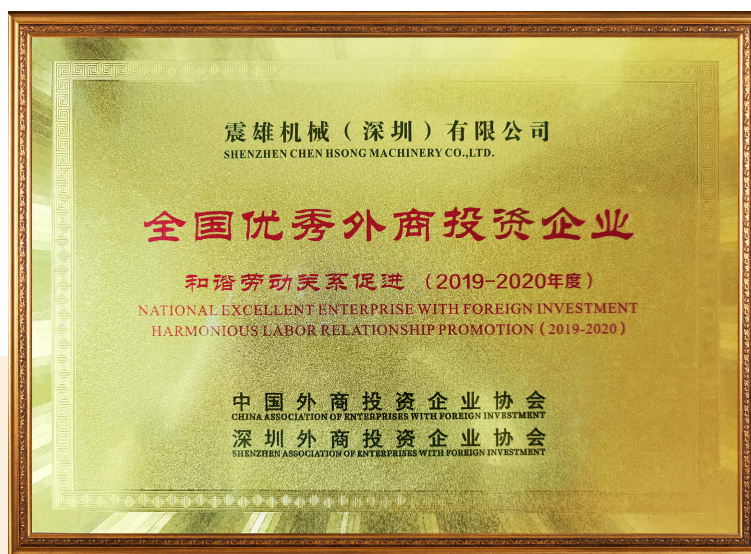 震雄机械（深圳）有限公司
SHENZHEN CHEN HSONG MACHINERY CO.,LTD.
全国优秀外商投资企业
和谐劳动关系促进（2019-2020年度）
NATIONAL EXCELLENT ENTERPRISE WITH FOREIGN INVESTMENT
HARMONIOUS LABOR RELATIONSHIP PROMOTION（2019-2020）
中国外商投资企业协会
CHINA ASSOCIATION OF ENTERPRISES WITH FOREIGN INVESTMENT
深圳外商投资企业协会
SHENZHEN ASSOCIATION OF ENTERPRISES WITH FOREIGN INVESTMENT